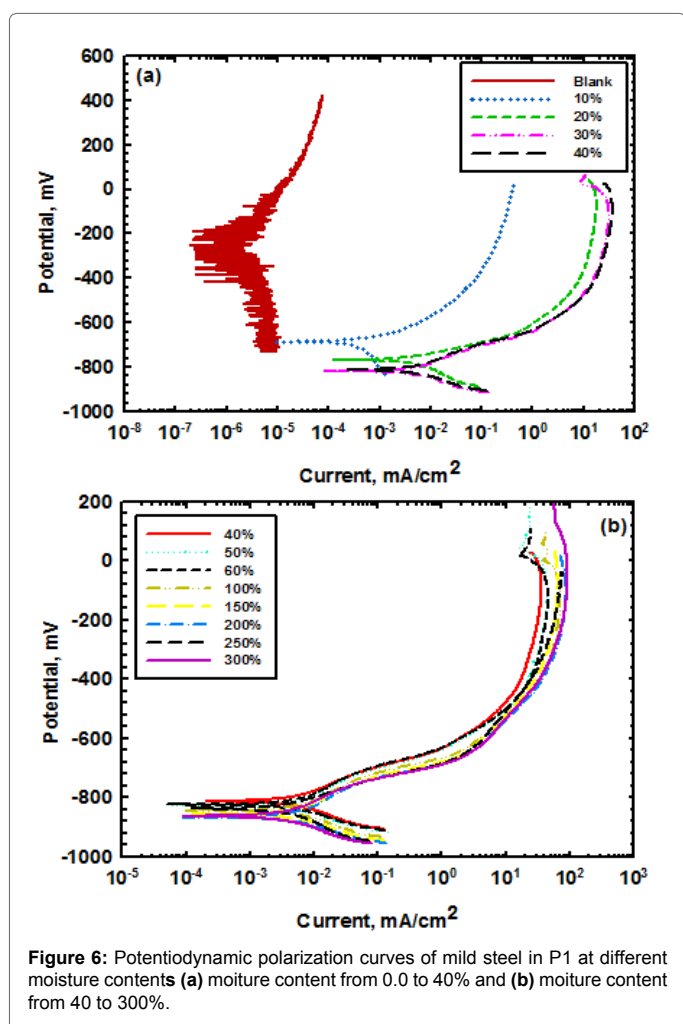 600
400
200
0
-200
-400
-600
-800
-1000
Potential, mV
(a)
Blank
10%
20%
30%
40%
10-8 10-7 10-6 10-5 10-4 10-3 10-2 10-1 100 101 102
Current, mA/cm2
200
0
-200
-400
-600
-800
-1000
Potential, mV
(b)
40%
50%
60%
100%
150%
200%
250%
300%
10-5 10-4 10-3 10-2 10-1 100 101 102 103
Current, mA/cm2
Figure 6: Potentiodynamic polarization curves of mild steel in P1 at different
moisture contents (a) moiture content from 0.0 to 40% and (b) moiture content
from 40 to 300%.